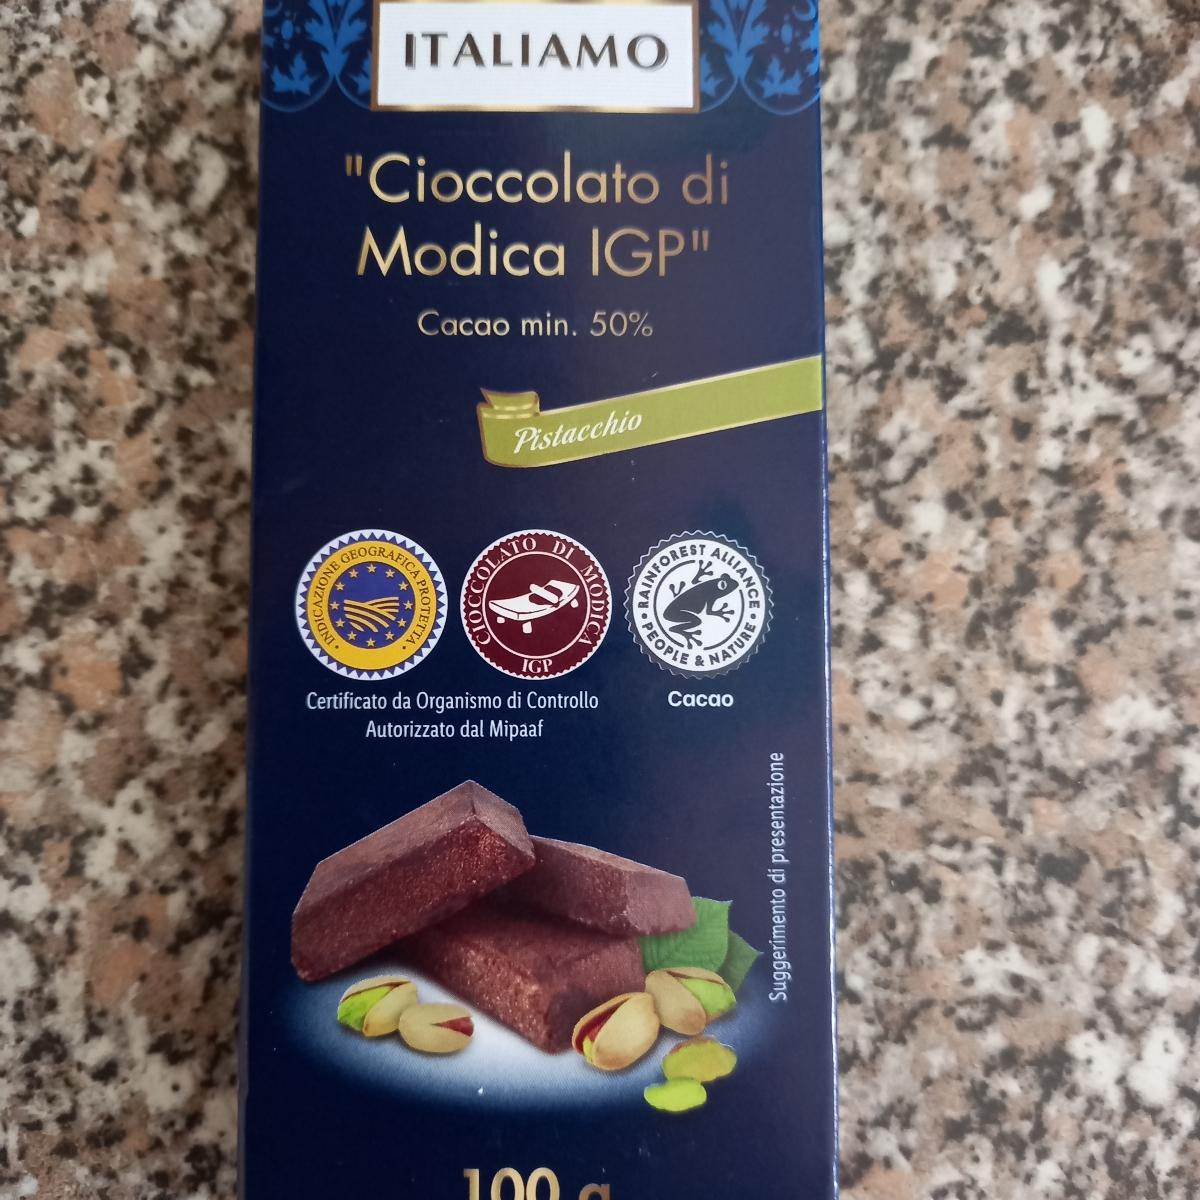 ITALIAMO
"Cioccolato di
Modica IGP"
Cacao min. 50%
Pistacchio
INDICAZIONE GEOGRAFICA PROTETTA
CIOCCOLATO DI MODICA
IGP
RAINFOREST ALLIANCE
PEOPLE & NATURE
Certificato da Organismo di Controllo
Autorizzato dal Mipaaf
Cacao
Suggerimento di presentazione
100 g